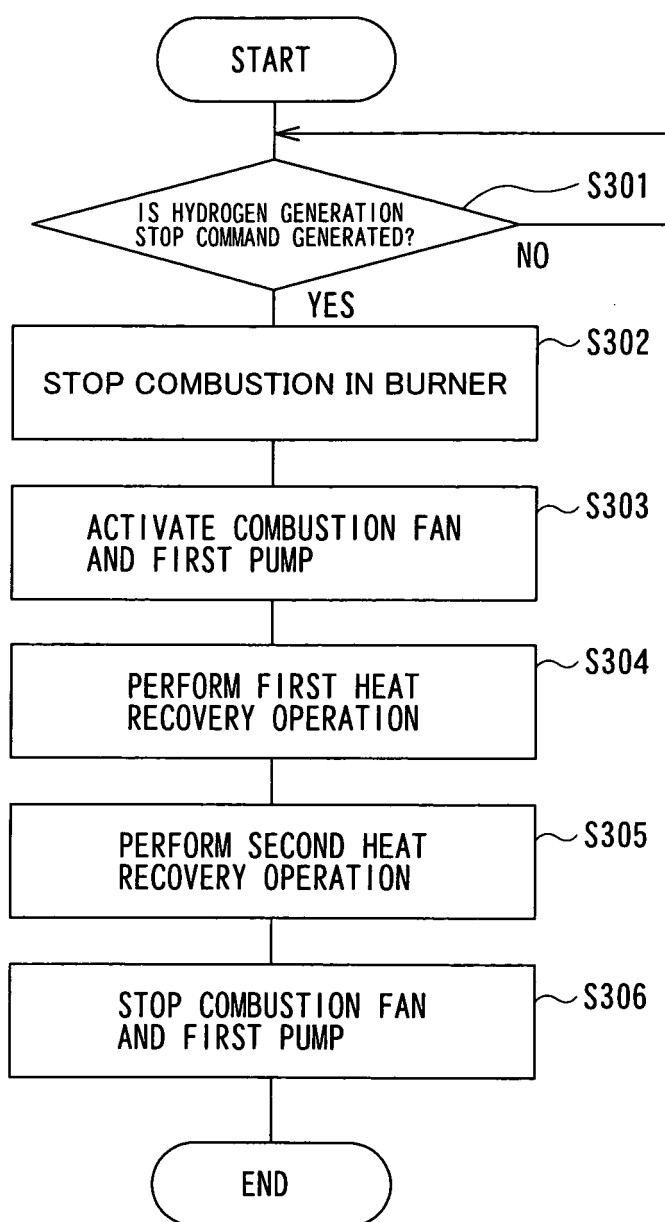 START
IS HYDROGEN GENERATION
STOP COMMAND GENERATED?
S301
NO
YES
S302
STOP COMBUSTION IN BURNER
S303
ACTIVATE COMBUSTION FAN
AND FIRST PUMP
S304
PERFORM FIRST HEAT
RECOVERY OPERATION
S305
PERFORM SECOND HEAT
RECOVERY OPERATION
S306
STOP COMBUSTION FAN
AND FIRST PUMP
END